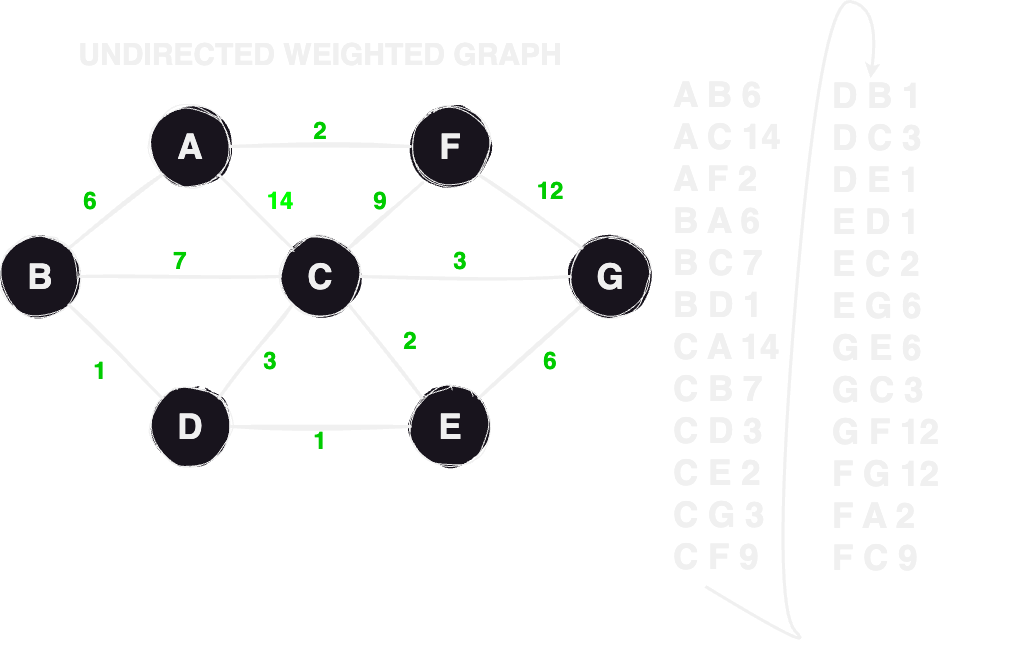 UNDIRECTED WEIGHTED GRAPH
A
2
F
6
14
9
12
B
7
C
3
G
1
3
2
6
D
1
E
A B 6
A C 14
A F 2
B A 6
B C 7
B D 1
C A 14
C B 7
C D 3
C E 2
C G 3
C F 9
D B 1
D C 3
D E 1
E D 1
E C 2
E G 6
G E 6
G C 3
G F 12
F G 12
F A 2
F C 9